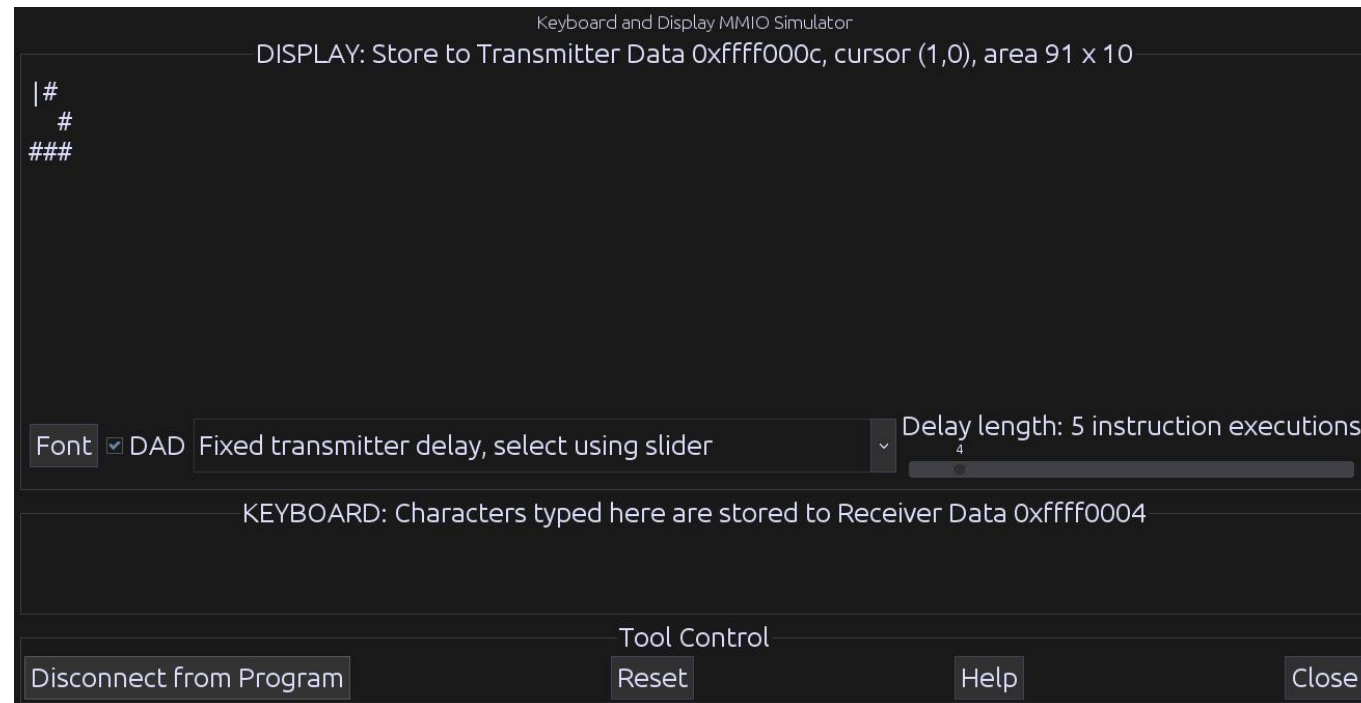 Keyboard and Display MMIO Simulator
DISPLAY: Store to Transmitter Data 0xffff000c, cursor (1,0), area 91 x 10
|#
  #
###
Font DAD Fixed transmitter delay, select using slider Delay length: 5 instruction executions
4
KEYBOARD: Characters typed here are stored to Receiver Data 0xffff0004
Tool Control
Disconnect from Program Reset Help Close